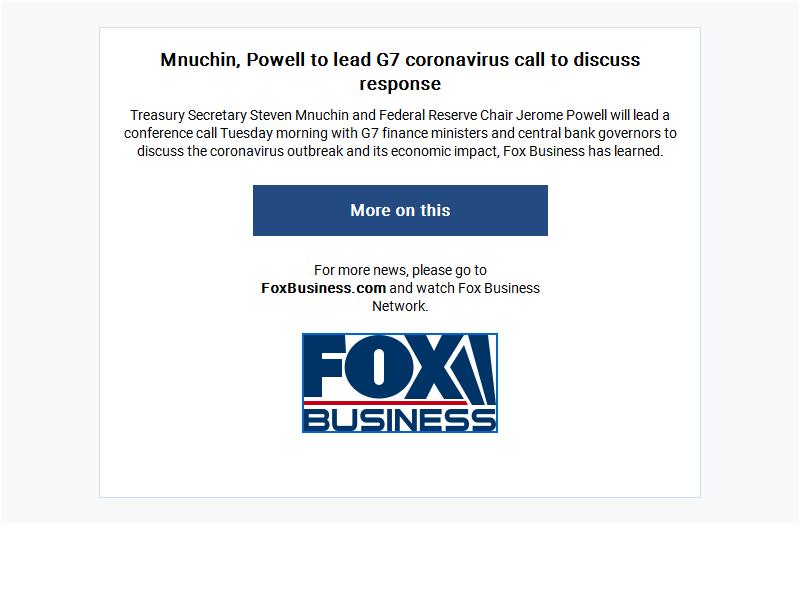 Mnuchin, Powell to lead G7 coronavirus call to discuss
response
Treasury Secretary Steven Mnuchin and Federal Reserve Chair Jerome Powell will lead a
conference call Tuesday morning with G7 finance ministers and central bank governors to
discuss the coronavirus outbreak and its economic impact, Fox Business has learned.
More on this
For more news, please go to
FoxBusiness.com and watch Fox Business
Network.
FOX
BUSINESS